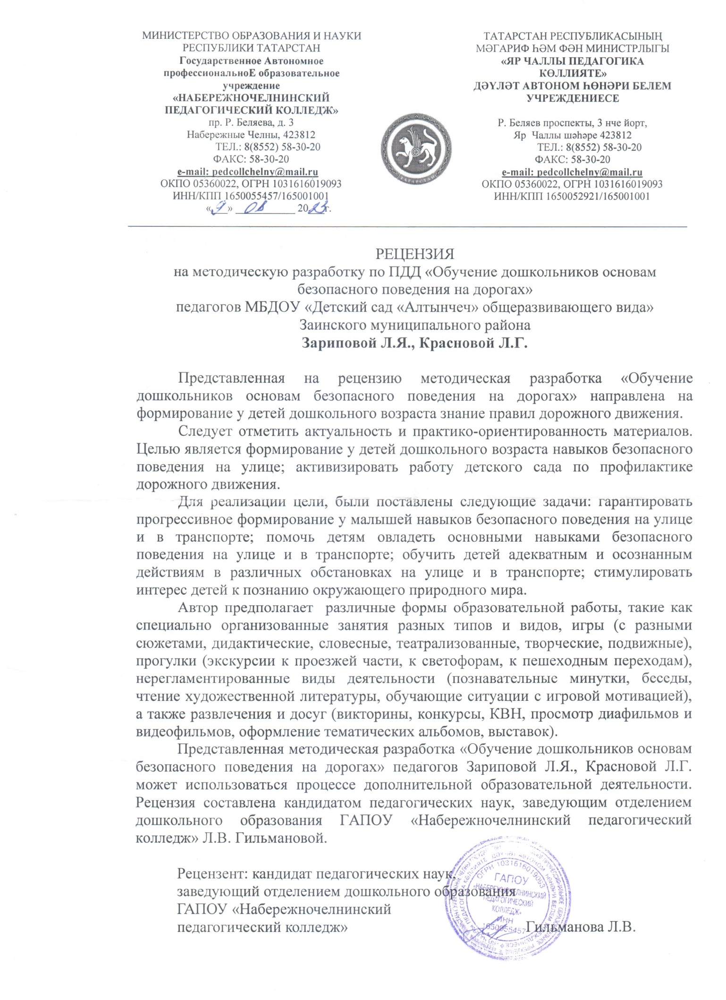 МИНИСТЕРСТВО ОБРАЗОВАНИЯ И НАУКИ
РЕСПУБЛИКИ ТАТАРСТАН
Государственное Автономное
профессиональноЕ образовательное
учреждение
«НАБЕРЕЖНОЧЕЛНИНСКИЙ
ПЕДАГОГИЧЕСКИЙ КОЛЛЕДЖ»
пр. Р. Беляева, д. 3
Набережные Челны, 423812
ТЕЛ.: 8(8552) 58-30-20
ФАКС: 58-30-20
e-mail: pedcollchelny@mail.ru
ОКПО 05360022, ОГРН 1031616019093
ИНН/КПП 1650055457/165001001
«9» 08 2023г.
ТАТАРСТАН РЕСПУБЛИКАСЫНЫҢ
МӘГАРИФ ҺӘМ ФӘН МИНИСТРЛЫГЫ
«ЯР ЧАЛЛЫ ПЕДАГОГИКА
КӨЛЛИЯТЕ»
ДӘҮЛӘТ АВТОНОМ ҺӨНӘРИ БЕЛЕМ
УЧРЕЖДЕНИЕСЕ
Р. Беляев проспекты, 3 нче йорт,
Яр Чаллы шәһәре 423812
ТЕЛ.: 8(8552) 58-30-20
ФАКС: 58-30-20
e-mail: pedcollchelny@mail.ru
ОКПО 05360022, ОГРН 1031616019093
ИНН/КПП 1650052921/165001001
ТАТАРСТАН
РЕЦЕНЗИЯ
на методическую разработку по ПДД «Обучение дошкольников основам
безопасного поведения на дорогах»
педагогов МБДОУ «Детский сад «Алтынчеч» общеразвивающего вида»
Заинского муниципального района
Зариповой Л.Я., Красновой Л.Г.
Представленная на рецензию методическая разработка «Обучение
дошкольников основам безопасного поведения на дорогах» направлена на
формирование у детей дошкольного возраста знание правил дорожного движения.
Следует отметить актуальность и практико-ориентированность материалов.
Целью является формирование у детей дошкольного возраста навыков безопасного
поведения на улице; активизировать работу детского сада по профилактике
дорожного движения.
Для реализации цели, были поставлены следующие задачи: гарантировать
прогрессивное формирование у малышей навыков безопасного поведения на улице
и в транспорте; помочь детям овладеть основными навыками безопасного
поведения на улице и в транспорте; обучить детей адекватным и осознанным
действиям в различных обстановках на улице и в транспорте; стимулировать
интерес детей к познанию окружающего природного мира.
Автор предполагает различные формы образовательной работы, такие как
специально организованные занятия разных типов и видов, игры (с разными
сюжетами, дидактические, словесные, театрализованные, творческие, подвижные),
прогулки (экскурсии к проезжей части, к светофорам, к пешеходным переходам),
нерегламентированные виды деятельности (познавательные минутки, беседы,
чтение художественной литературы, обучающие ситуации с игровой мотивацией),
а также развлечения и досуг (викторины, конкурсы, КВН, просмотр диафильмов и
видеофильмов, оформление тематических альбомов, выставок).
Представленная методическая разработка «Обучение дошкольников основам
безопасного поведения на дорогах» педагогов Зариповой Л.Я., Красновой Л.Г.
может использоваться процессе дополнительной образовательной деятельности.
Рецензия составлена кандидатом педагогических наук, заведующим отделением
дошкольного образования ГАПОУ «Набережночелнинский педагогический
колледж» Л.В. Гильмановой.
Рецензент: кандидат педагогических наук,
заведующий отделением дошкольного образования
ГАПОУ «Набережночелнинский
педагогический колледж» Гильманова Л.В.
ОГРН 1031616019093
ГАПОУ
«НАБЕРЕЖНОЧЕЛНИНСКИЙ
ПЕДАГОГИЧЕСКИЙ
КОЛЛЕДЖ»
ИНН
1650055457